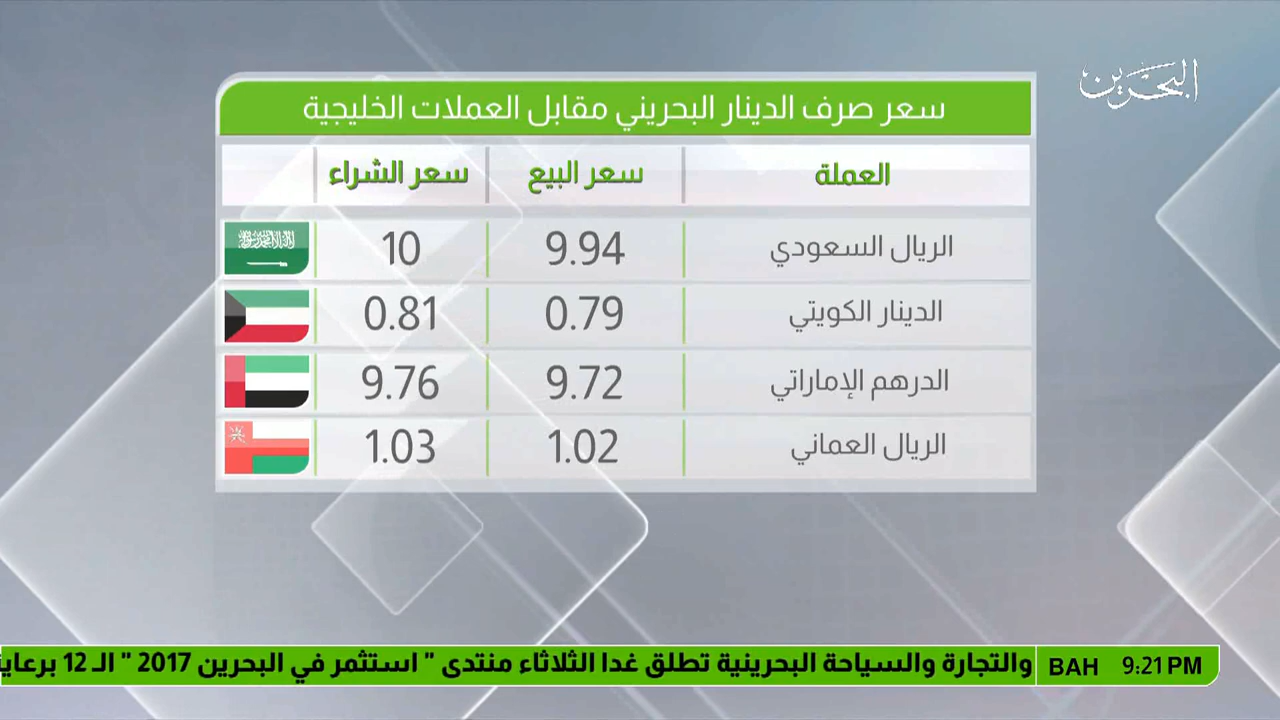 البحرين
سعر صرف الدينار البحريني مقابل العملات الخليجية
العملة سعر البيع سعر الشراء
الريال السعودي 9.94 10
الدينار الكويتي 0.79 0.81
الدرهم الإماراتي 9.72 9.76
الريال العماني 1.02 1.03
BAH 9:21 PM
والتجارة والسياحة البحرينية تطلق غدا الثلاثاء منتدى " استثمر في البحرين 2017 " الـ 12